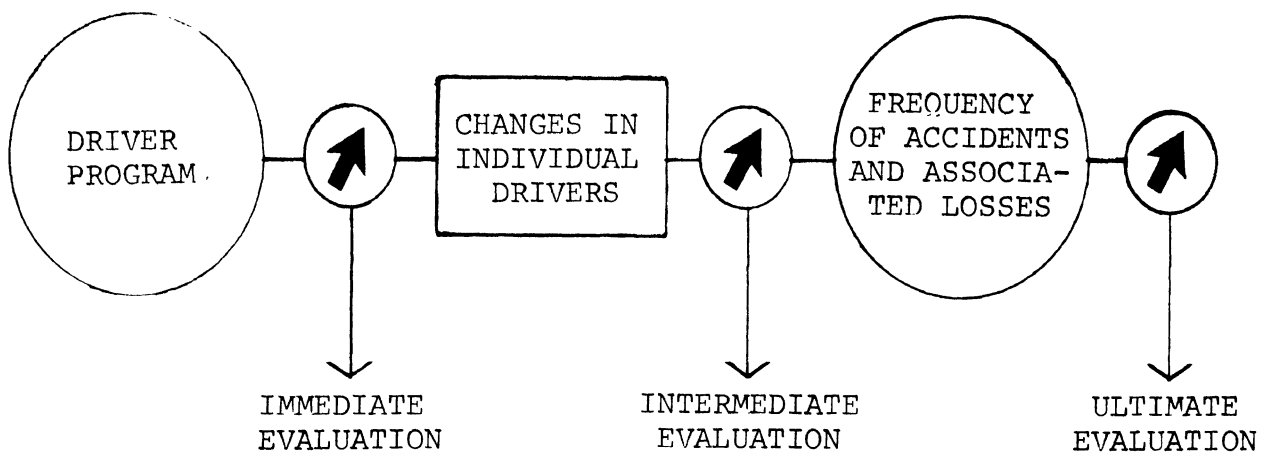 DRIVER
PROGRAM
CHANGES IN
INDIVIDUAL
DRIVERS
FREQUENCY
OF ACCIDENTS
AND ASSOCIA-
TED LOSSES
IMMEDIATE
EVALUATION
INTERMEDIATE
EVALUATION
ULTIMATE
EVALUATION